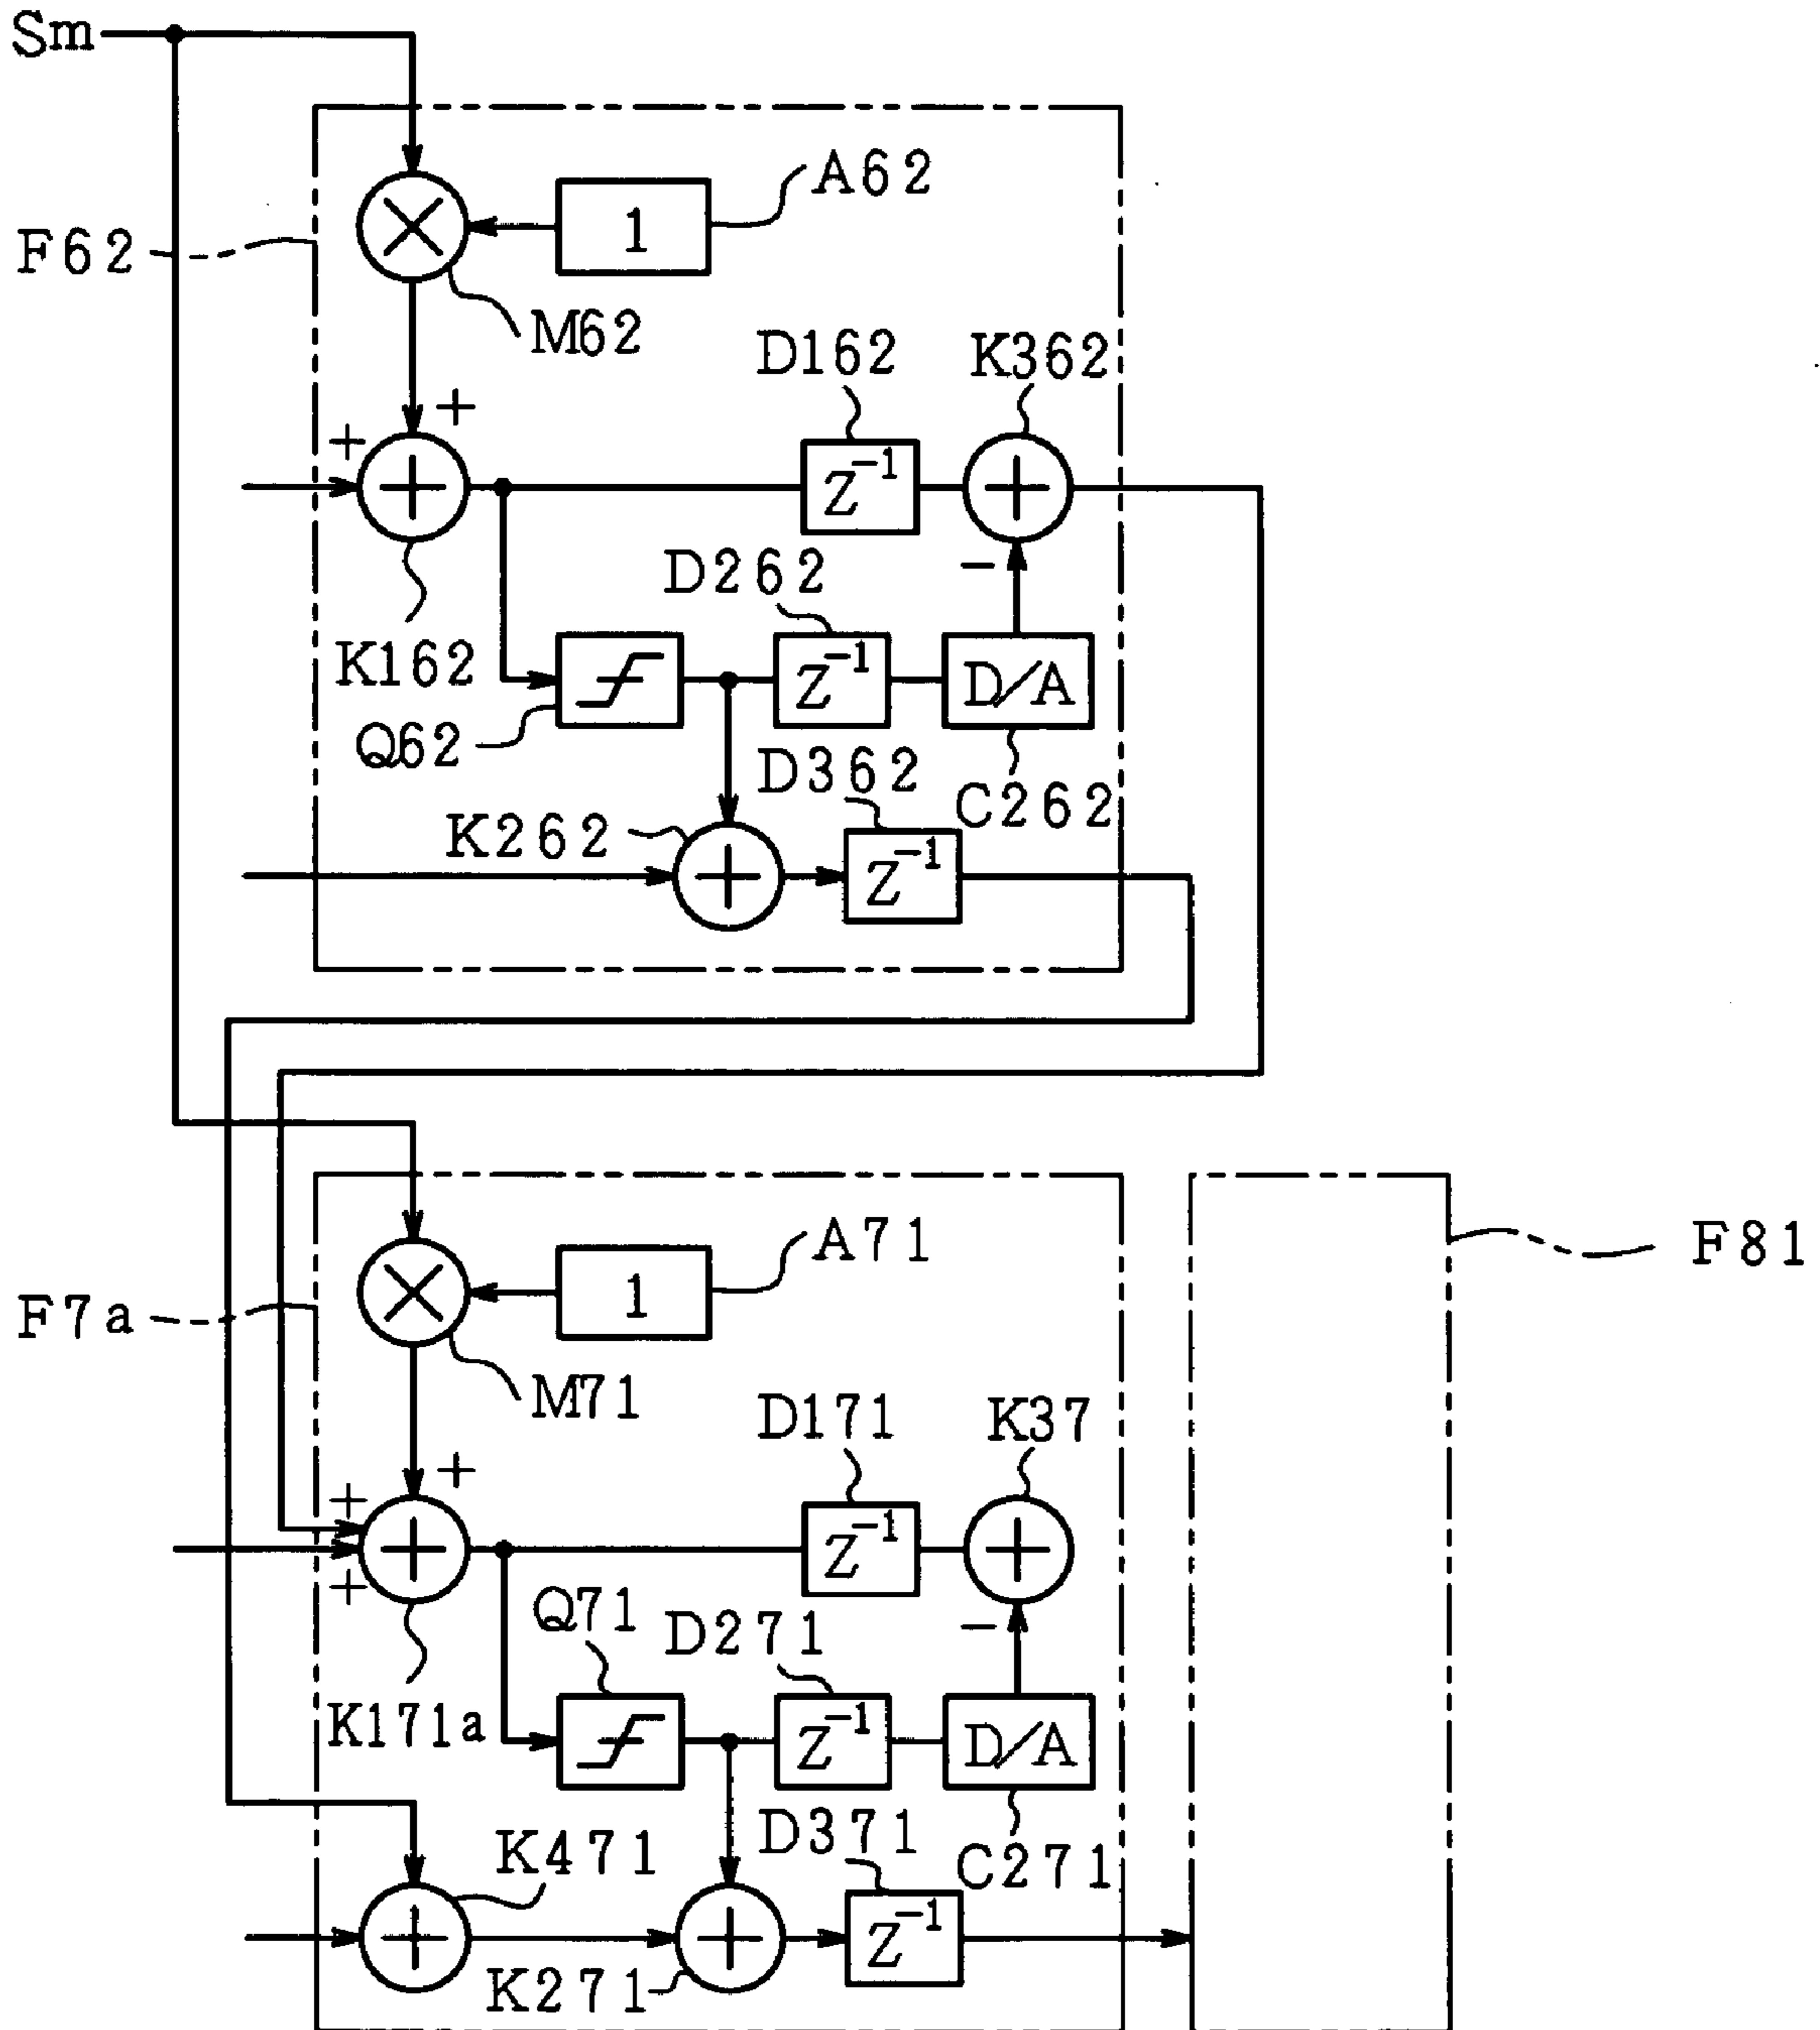 Sm
A62
1
F62
M62
D162
K362
+
+
+
Z⁻¹
+
D262
−
K162
Z⁻¹
D/A
Q62
D362
C262
K262
+
Z⁻¹
A71
1
F81
F7a
M71
D171
K37
+
+
+
Z⁻¹
+
+
Q71
D271
−
K171a
Z⁻¹
D/A
D371
C271
K471
+
+
Z⁻¹
K271